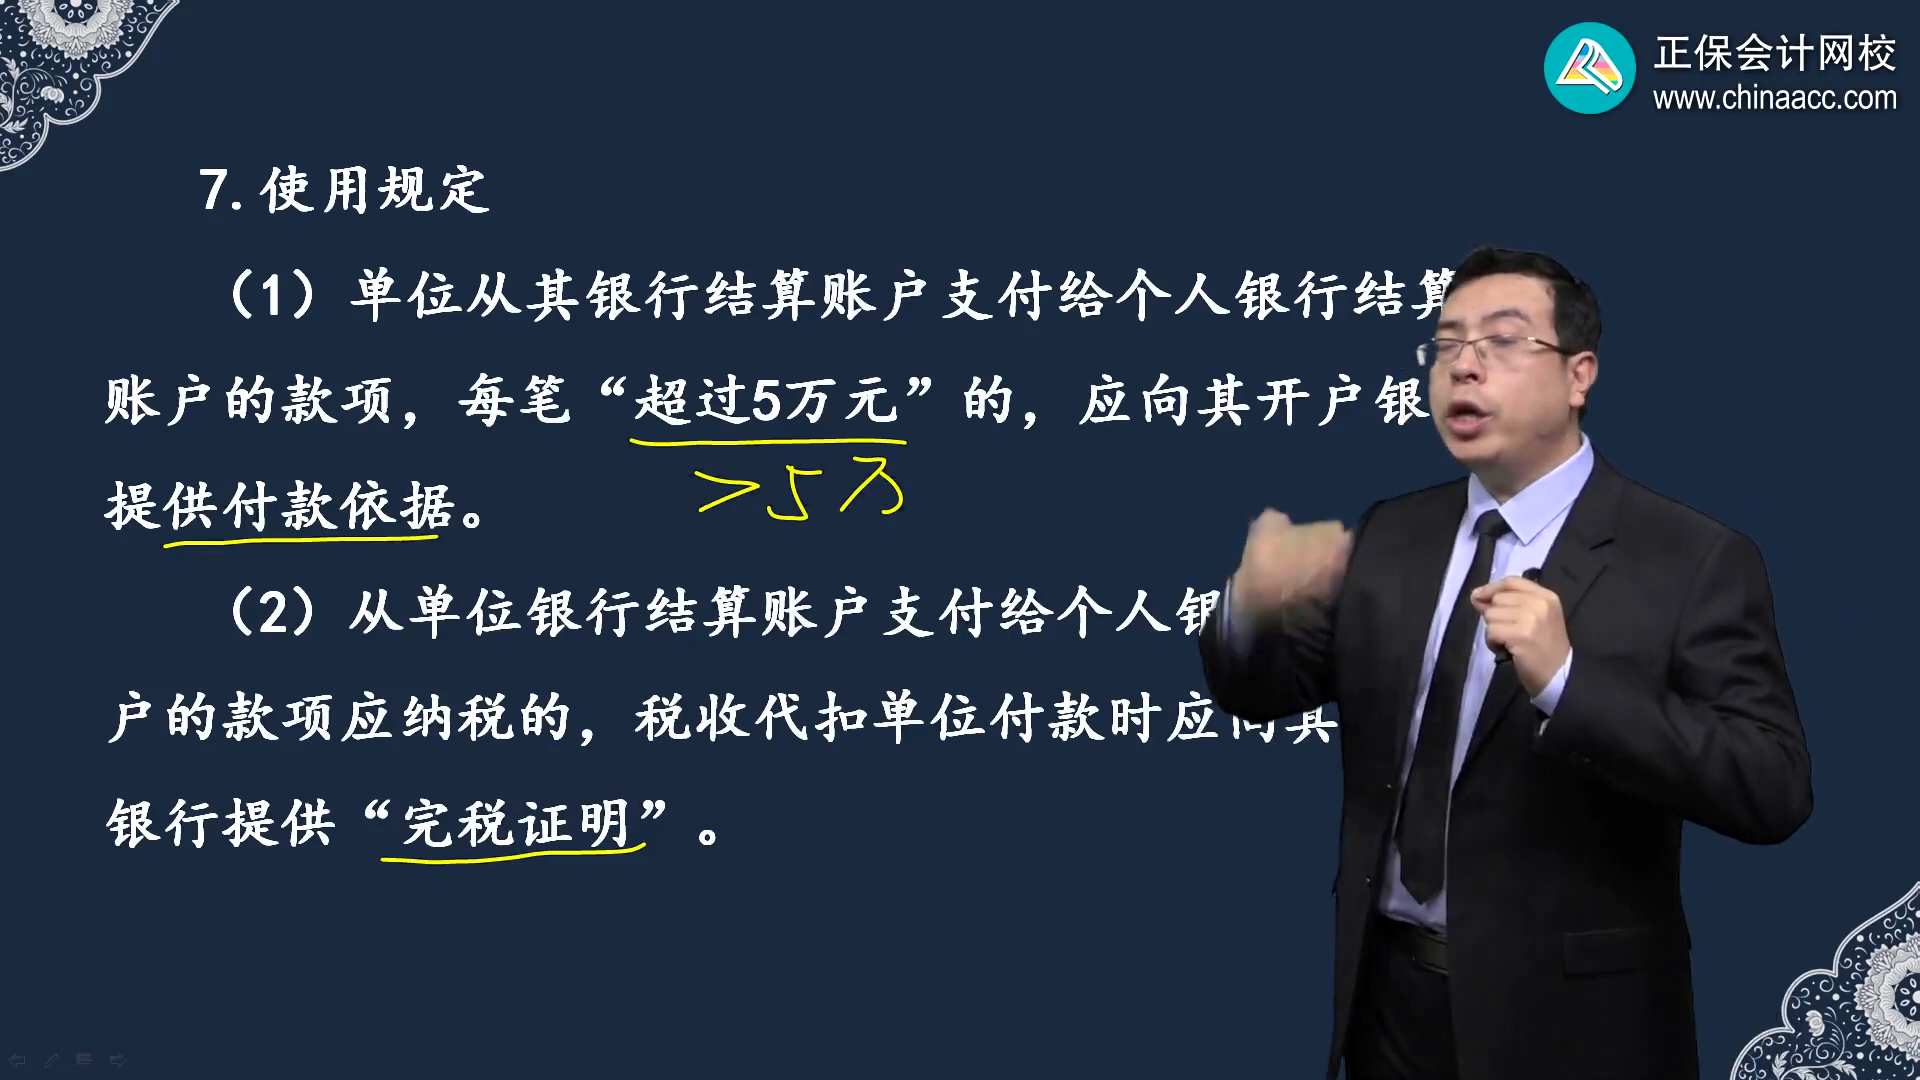 正保会计网校
www.chinaacc.com
7.使用规定
（1）单位从其银行结算账户支付给个人银行结算
账户的款项，每笔“超过5万元”的，应向其开户银
>5万
提供付款依据。
（2）从单位银行结算账户支付给个人银
户的款项应纳税的，税收代扣单位付款时应向其
银行提供“完税证明”。